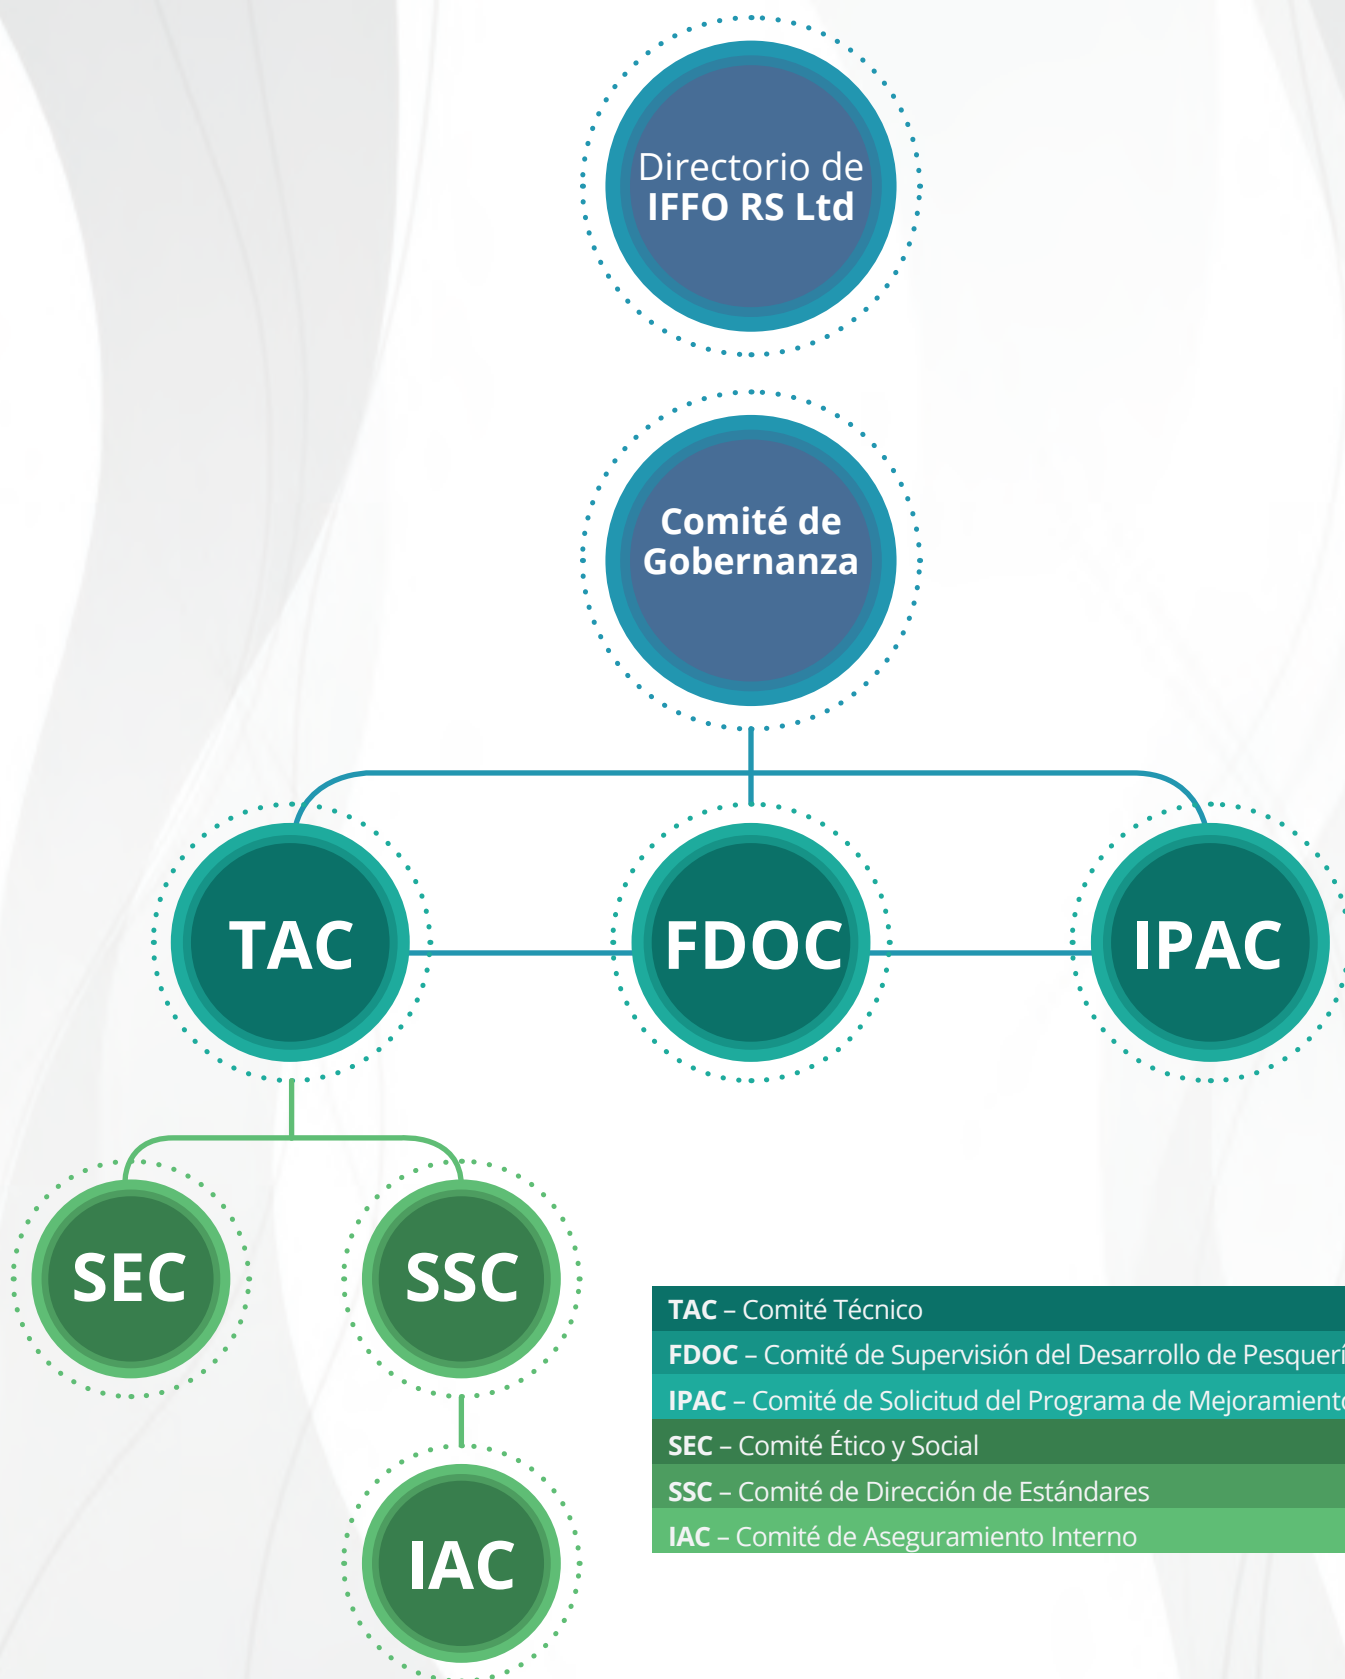 Directorio de
IFFO RS Ltd
Comité de
Gobernanza
TAC
FDOC
IPAC
SEC
SSC
IAC
TAC – Comité Técnico
FDOC – Comité de Supervisión del Desarrollo de
IPAC – Comité de Solicitud del Programa de
SEC – Comité Ético y Social
SSC – Comité de Dirección de Estándares
IAC – Comité de Aseguramiento Interno